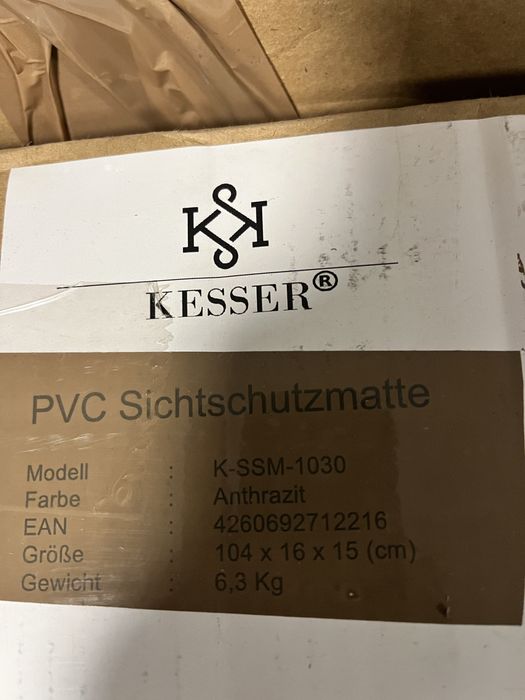 KESSER®
PVC Sichtschutzmatte
Modell : K-SSM-1030
Farbe : Anthrazit
EAN : 4260692712216
Größe : 104 x 16 x 15 (cm)
Gewicht : 6,3 Kg